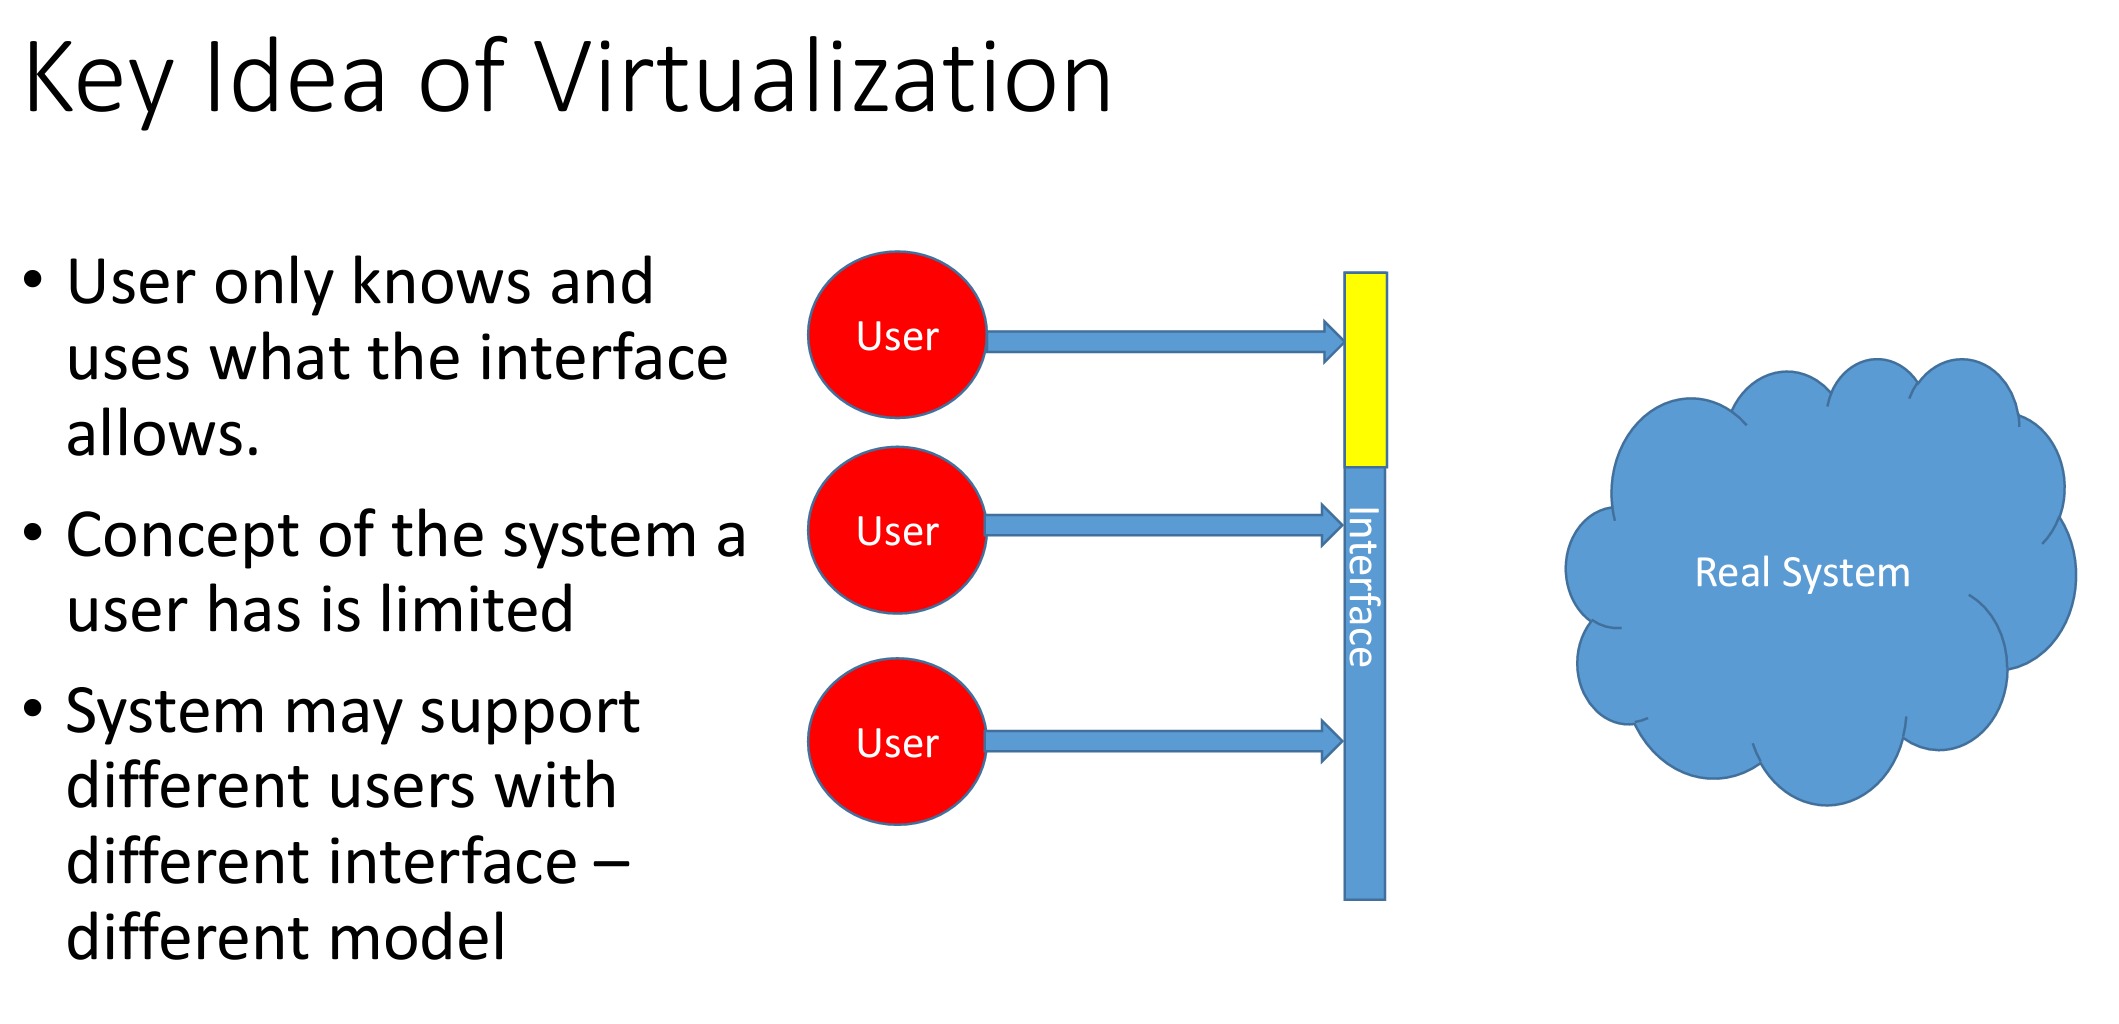 Key Idea of Virtualization
• User only knows and
uses what the interface
allows.
• Concept of the system a
user has is limited
• System may support
different users with
different interface –
different model
User
User
User
Interface
Real System